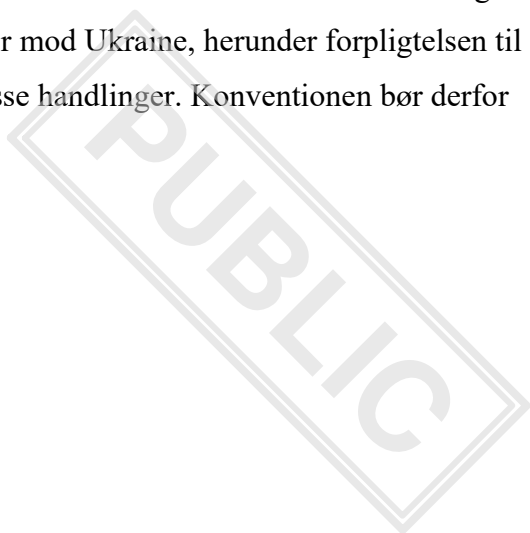 r mod Ukraine, herunder forpligtelsen til
sse handlinger. Konventionen bør derfor
PUBLIC